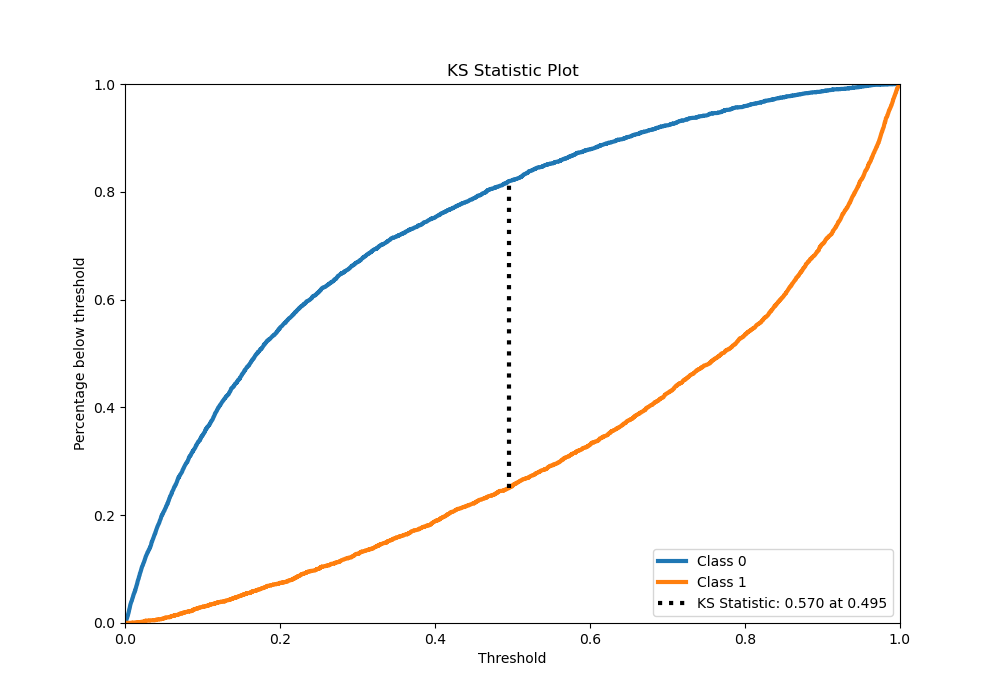 KS Statistic Plot
1.0
0.8
0.6
0.4
0.2
0.0
Percentage below threshold
0.0 0.2 0.4 0.6 0.8 1.0
Threshold
Class 0
Class 1
KS Statistic: 0.570 at 0.495